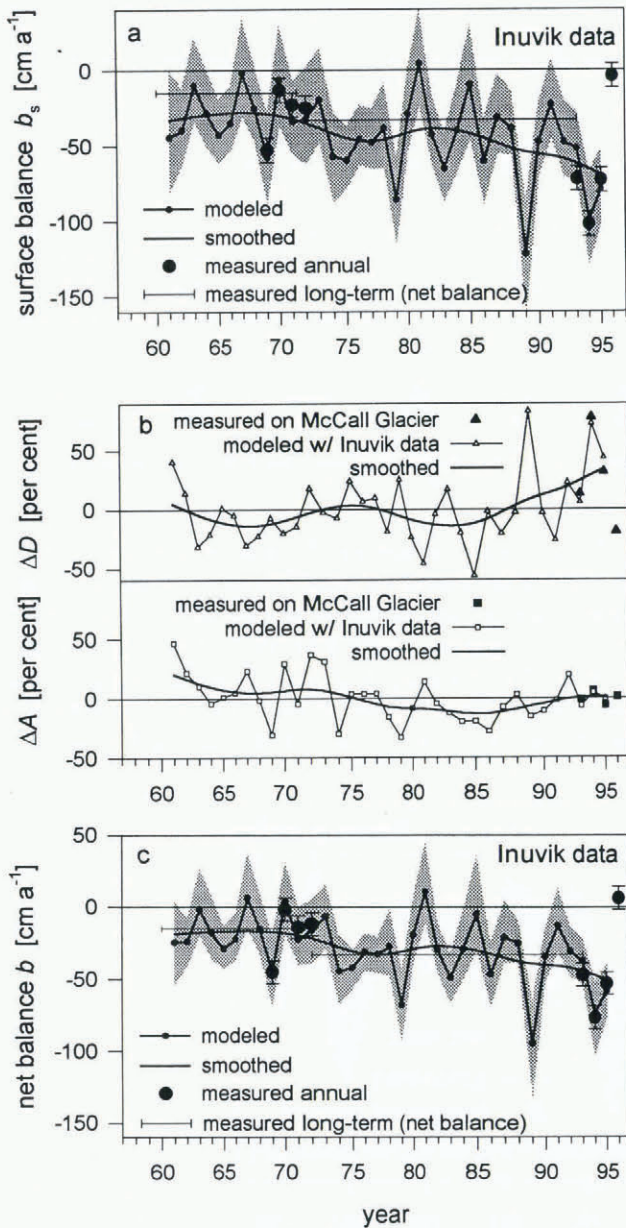 a
Inuvik data
surface balance b_s [cm a⁻¹]
0
-50
-100
-150
modeled
smoothed
measured annual
measured long-term (net balance)
60 65 70 75 80 85 90 95
b
measured on McCall Glacier
modeled w/ Inuvik data
smoothed
ΔD [per cent]
50
0
-50
measured on McCall Glacier
modeled w/ Inuvik data
smoothed
ΔA [per cent]
50
0
-50
60 65 70 75 80 85 90 95
c
Inuvik data
net balance b [cm a⁻¹]
50
0
-50
-100
-150
modeled
smoothed
measured annual
measured long-term (net balance)
60 65 70 75 80 85 90 95
year